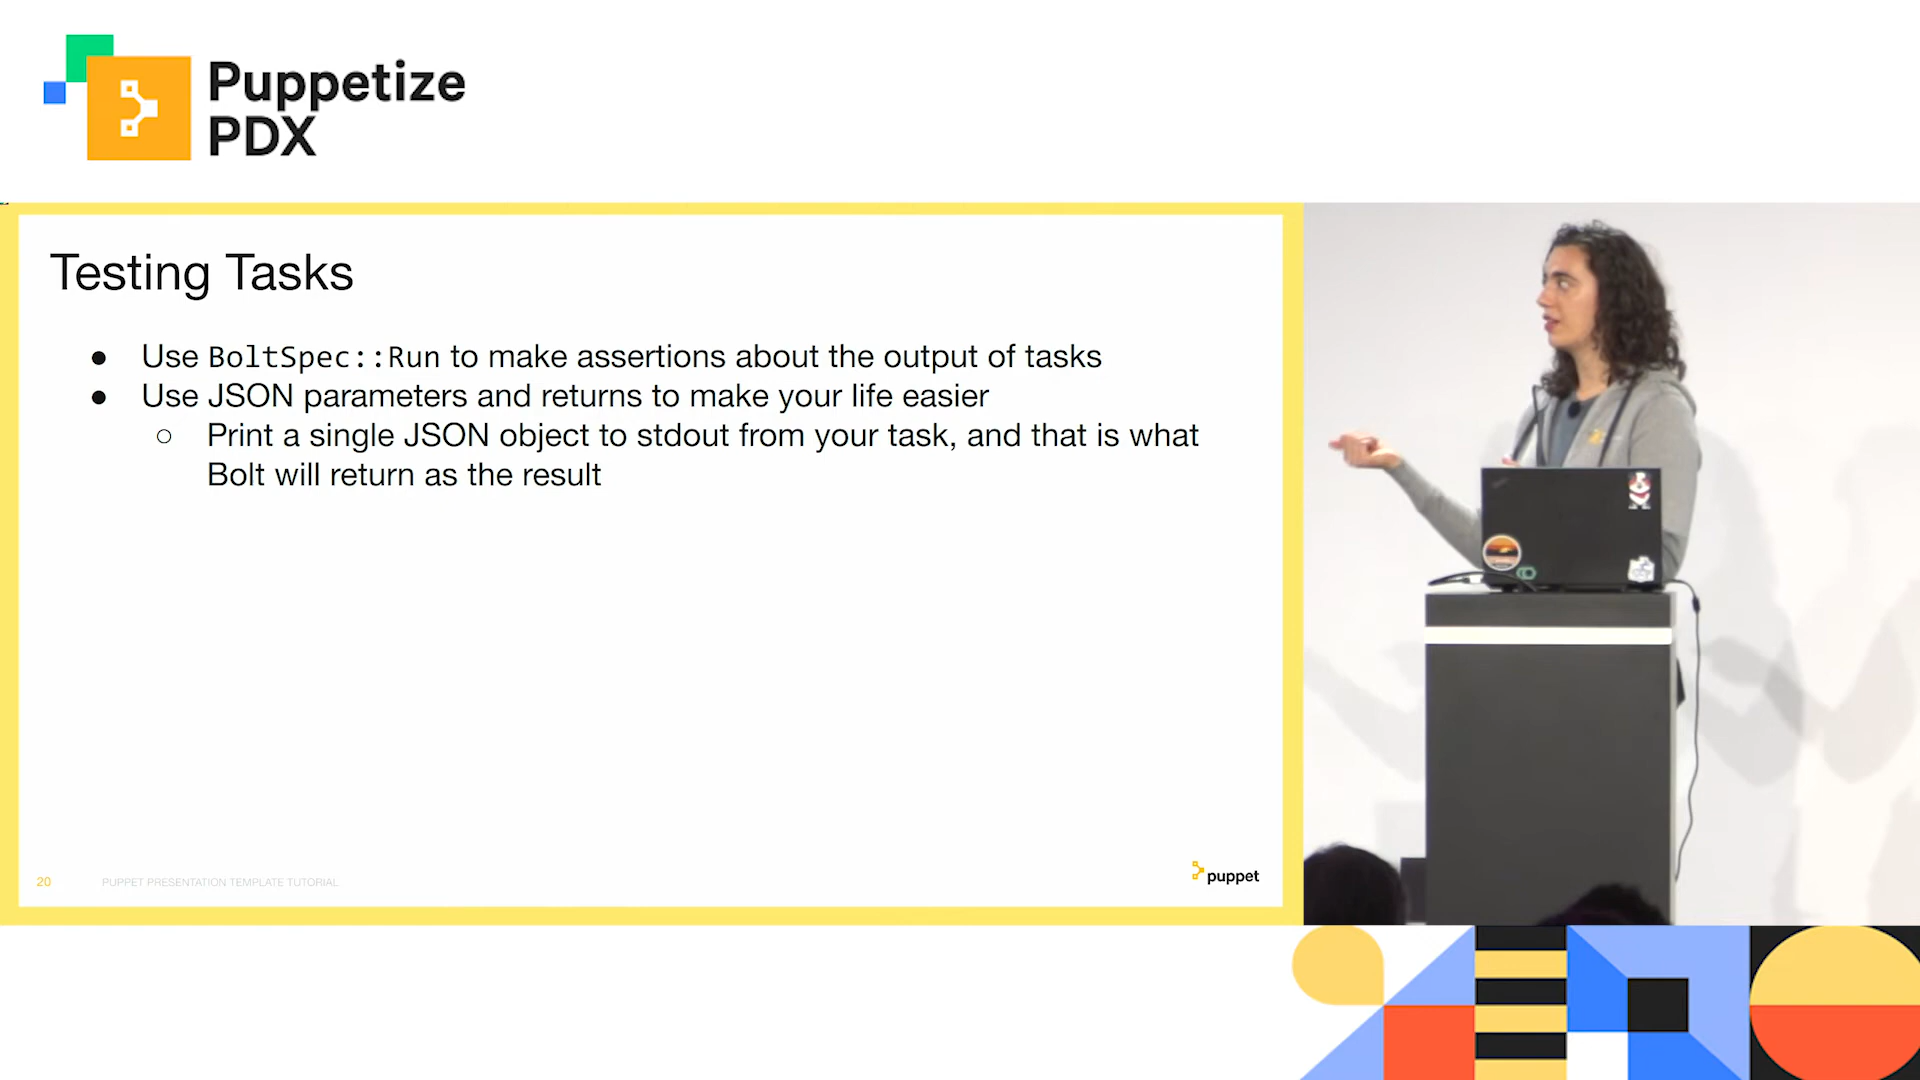 Puppetize
PDX
Testing Tasks
● Use BoltSpec::Run to make assertions about the output of tasks
● Use JSON parameters and returns to make your life easier
○ Print a single JSON object to stdout from your task, and that is what
Bolt will return as the result
20 PUPPET PRESENTATION TEMPLATE TUTORIAL
puppet